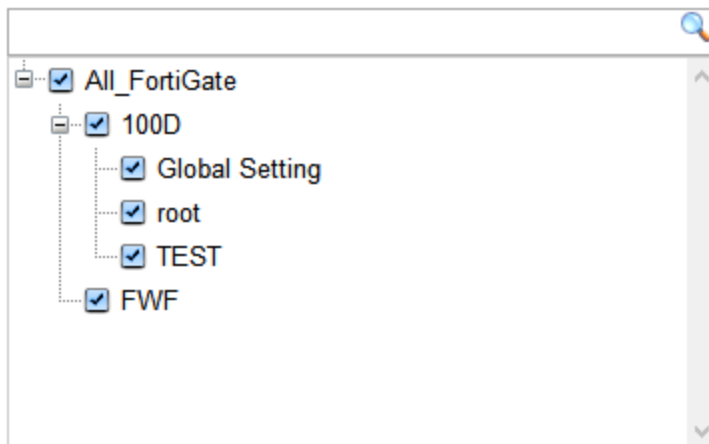 All_FortiGate
100D
Global Setting
root
TEST
FWF